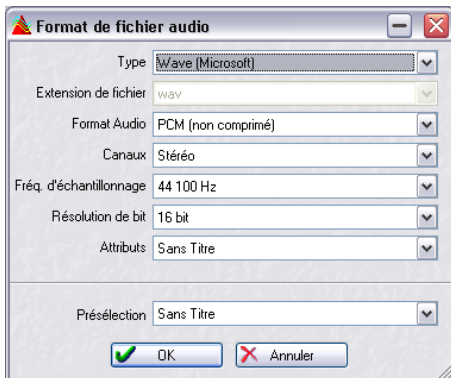 Format de fichier audio
Type Wave (Microsoft)
Extension de fichier wav
Format Audio PCM (non comprimé)
Canaux Stéréo
Fréq. d'échantillonnage 44 100 Hz
Résolution de bit 16 bit
Attributs Sans Titre
Présélection Sans Titre
OK Annuler